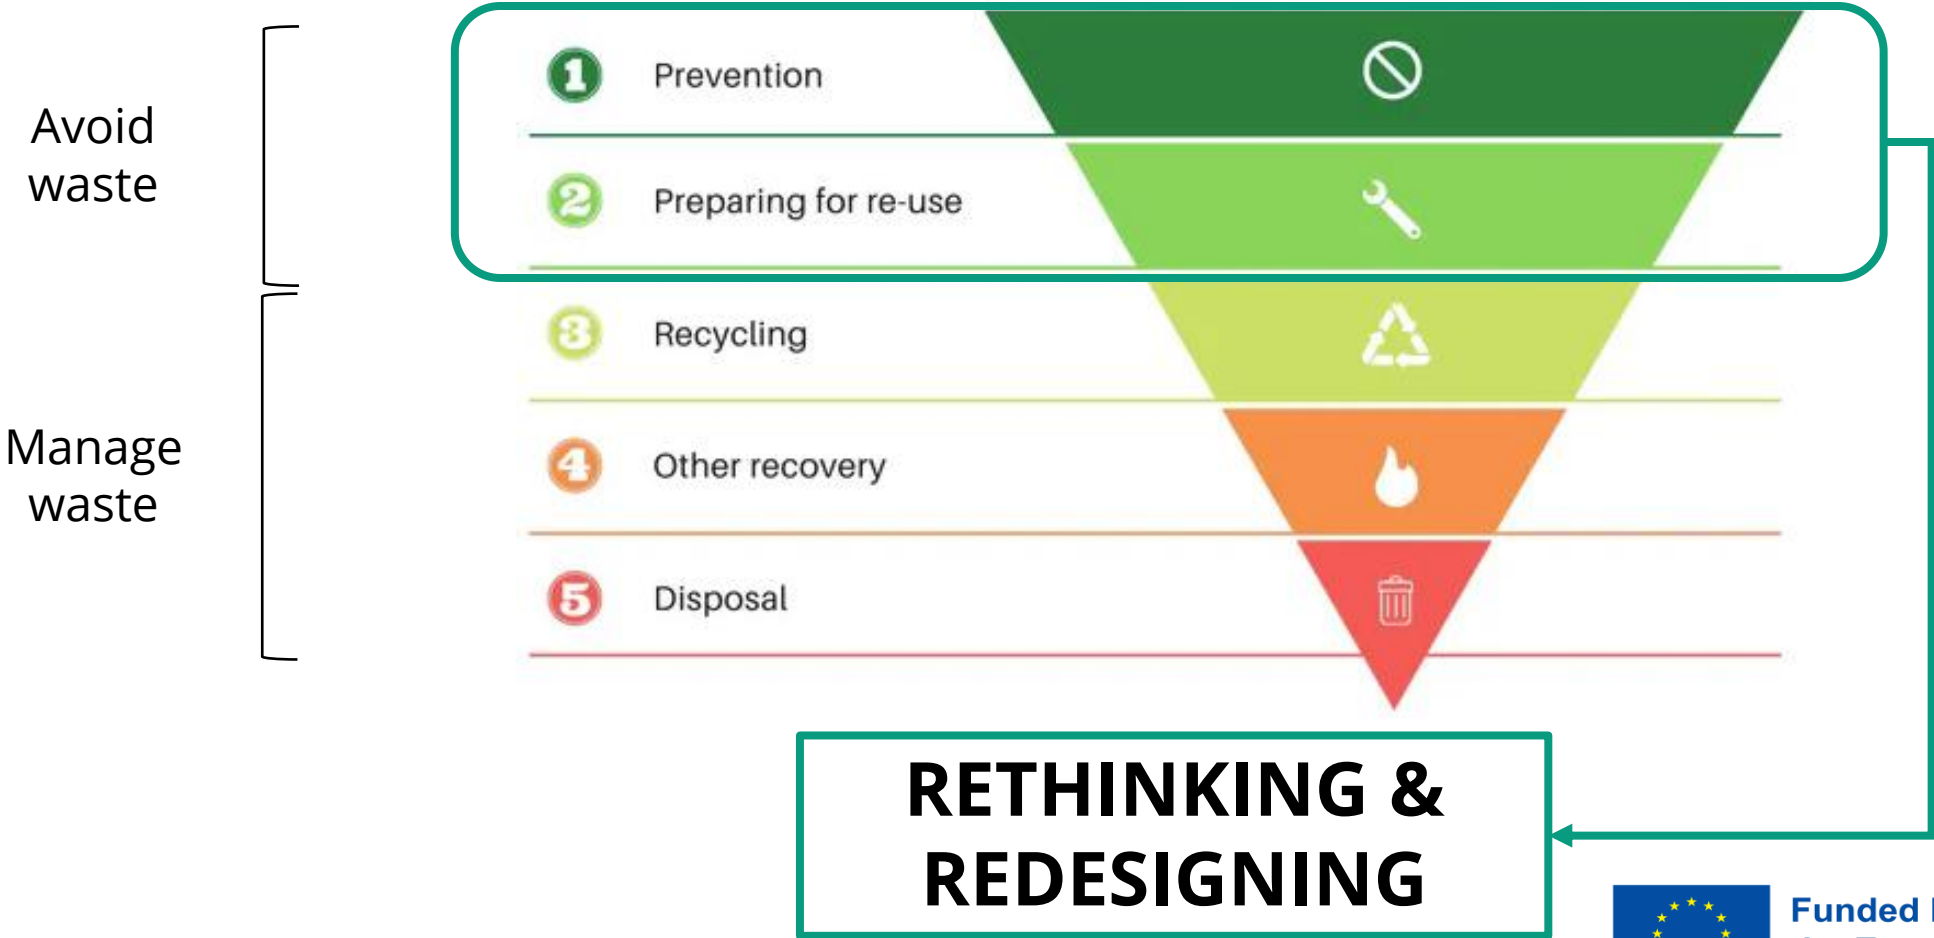 Avoid
waste
Manage
waste
1 Prevention
2 Preparing for re-use
3 Recycling
4 Other recovery
5 Disposal
RETHINKING &
REDESIGNING
Funded